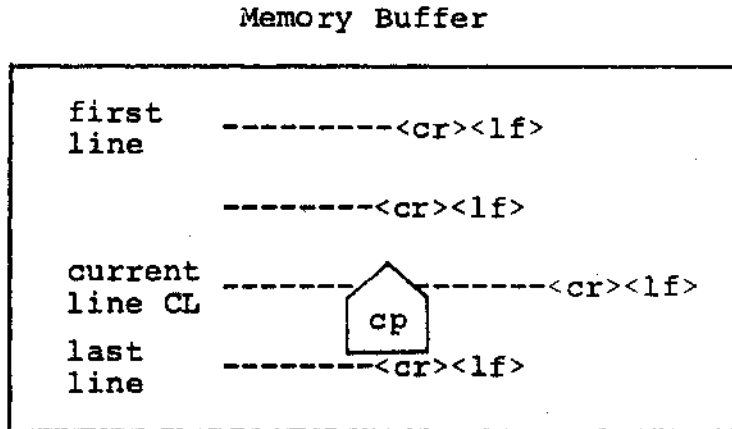 Memory Buffer
first
line ---------<cr><lf>
--------<cr><lf>
current
line CL ---------------<cr><lf>
cp
last
line --------<cr><lf>